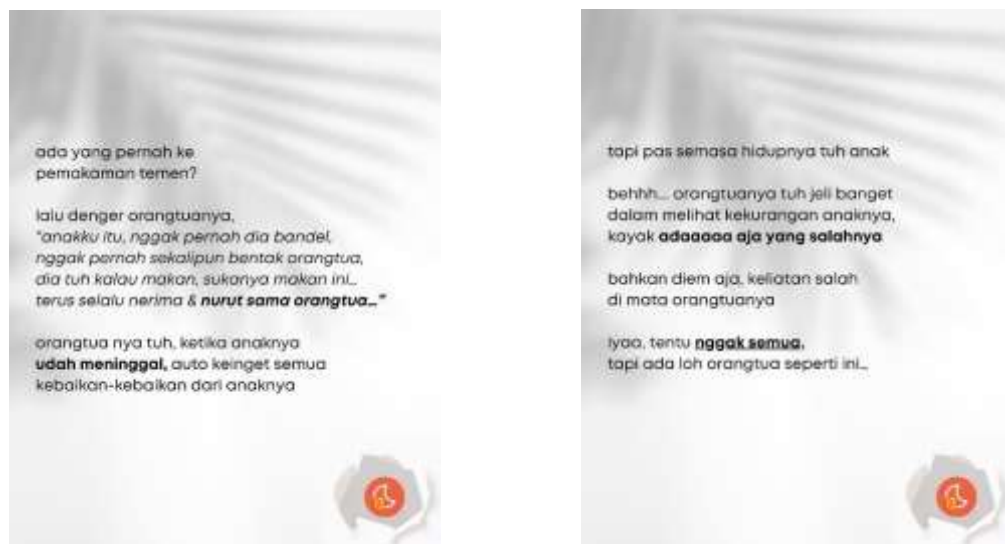 ada yang pernah ke
pemakaman temen?
lalu denger orangtuanya,
"anakku itu, nggak pernah dia bandel,
nggak pernah sekalipun bentak orangtua,
dia tuh kalau makan, sukanya makan ini...
terus selalu nerima & nurut sama orangtua..."
orangtua nya tuh, ketika anaknya
udah meninggal, auto keinget semua
kebaikan-kebaikan dari anaknya
tapi pas semasa hidupnya tuh anak
behhh... orangtuanya tuh jeli banget
dalam melihat kekurangan anaknya,
kayak adaaaaa aja yang salahnya
bahkan diem aja, keliatan salah
di mata orangtuanya
Iyaa, tentu nggak semua,
tapi ada loh orangtua seperti ini...